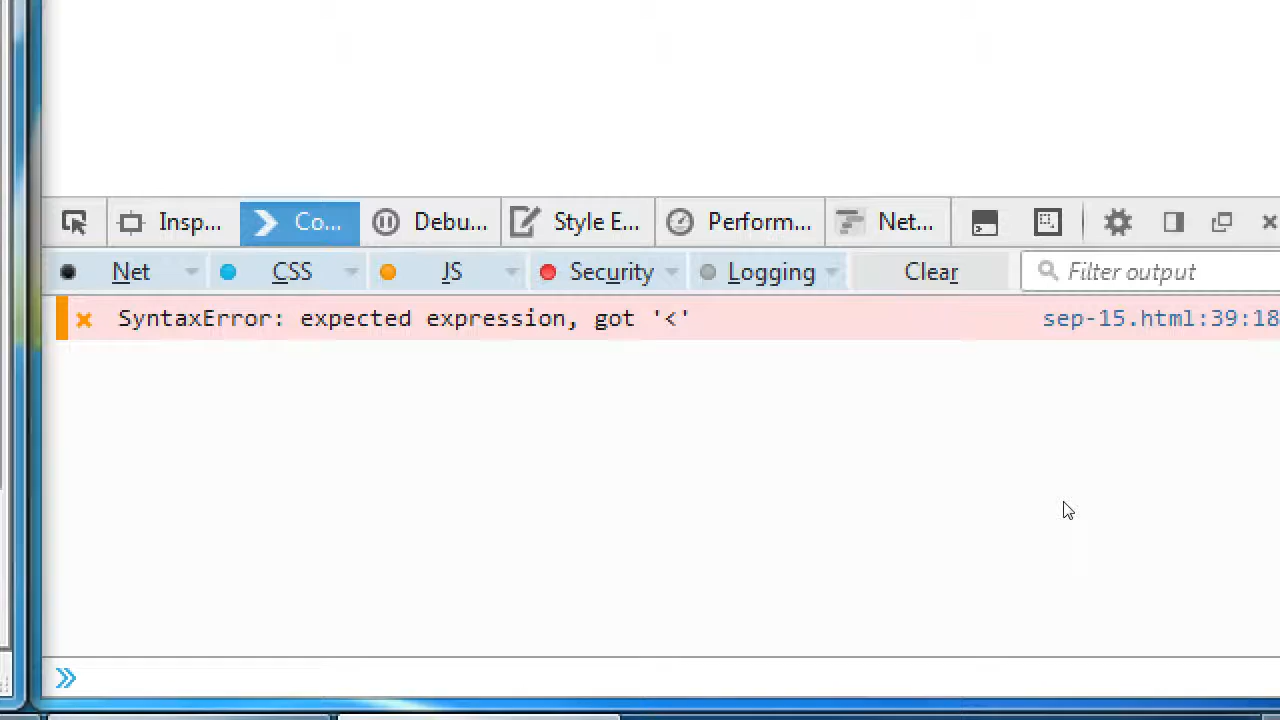 Insp... Co... Debu... Style E... Perform... Net...
Net CSS JS Security Logging Clear Filter output
SyntaxError: expected expression, got '<' sep-15.html:39:18